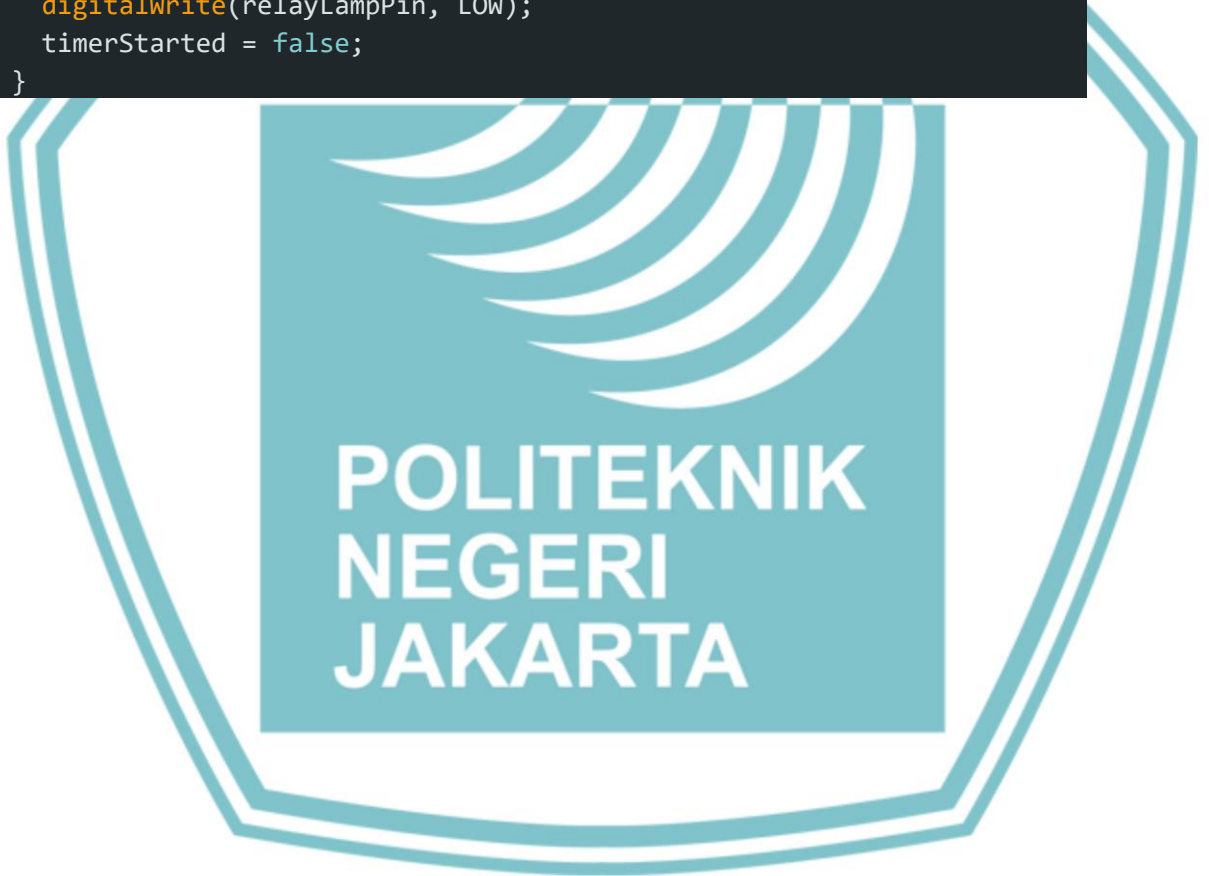 digitalWrite(relayLampPin, LOW);
timerStarted = false;
}
POLITEKNIK
NEGERI
JAKARTA